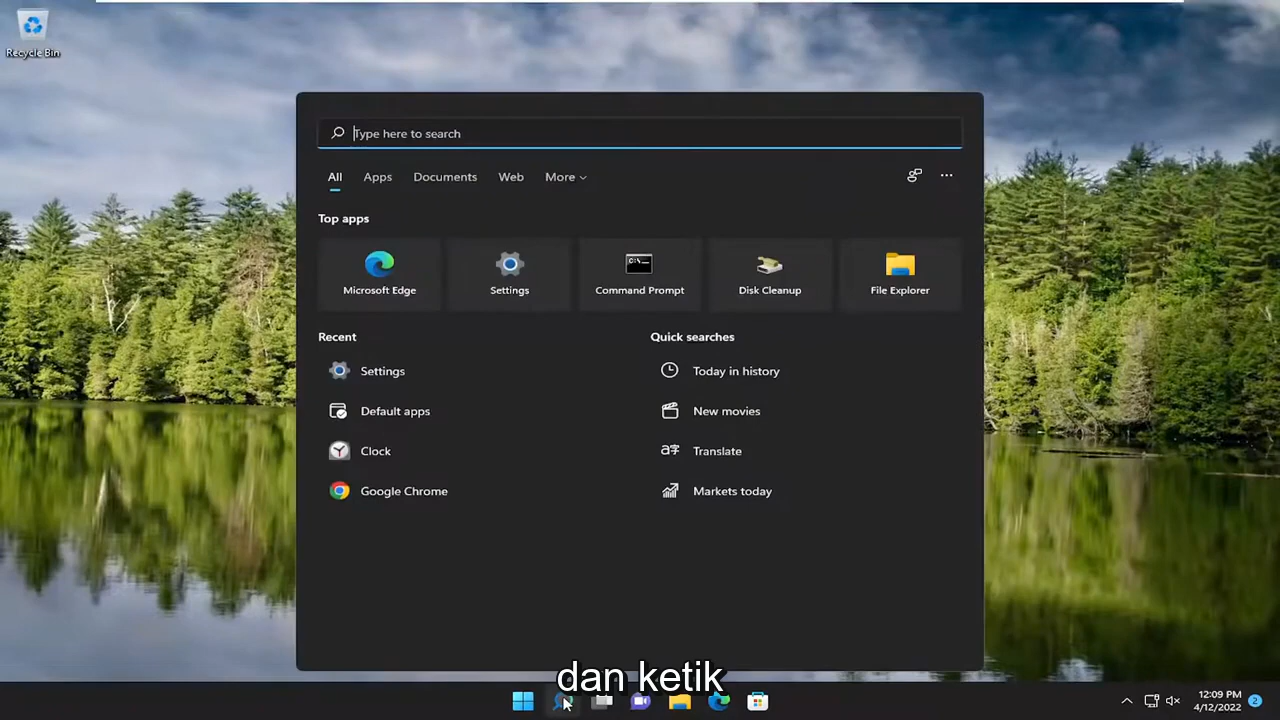 Recycle Bin
Type here to search
All Apps Documents Web More
Top apps
Microsoft Edge Settings Command Prompt Disk Cleanup File Explorer
Recent Quick searches
Settings Today in history
Default apps New movies
Clock Translate
Google Chrome Markets today
dan ketik
12:09 PM
4/12/2022 2